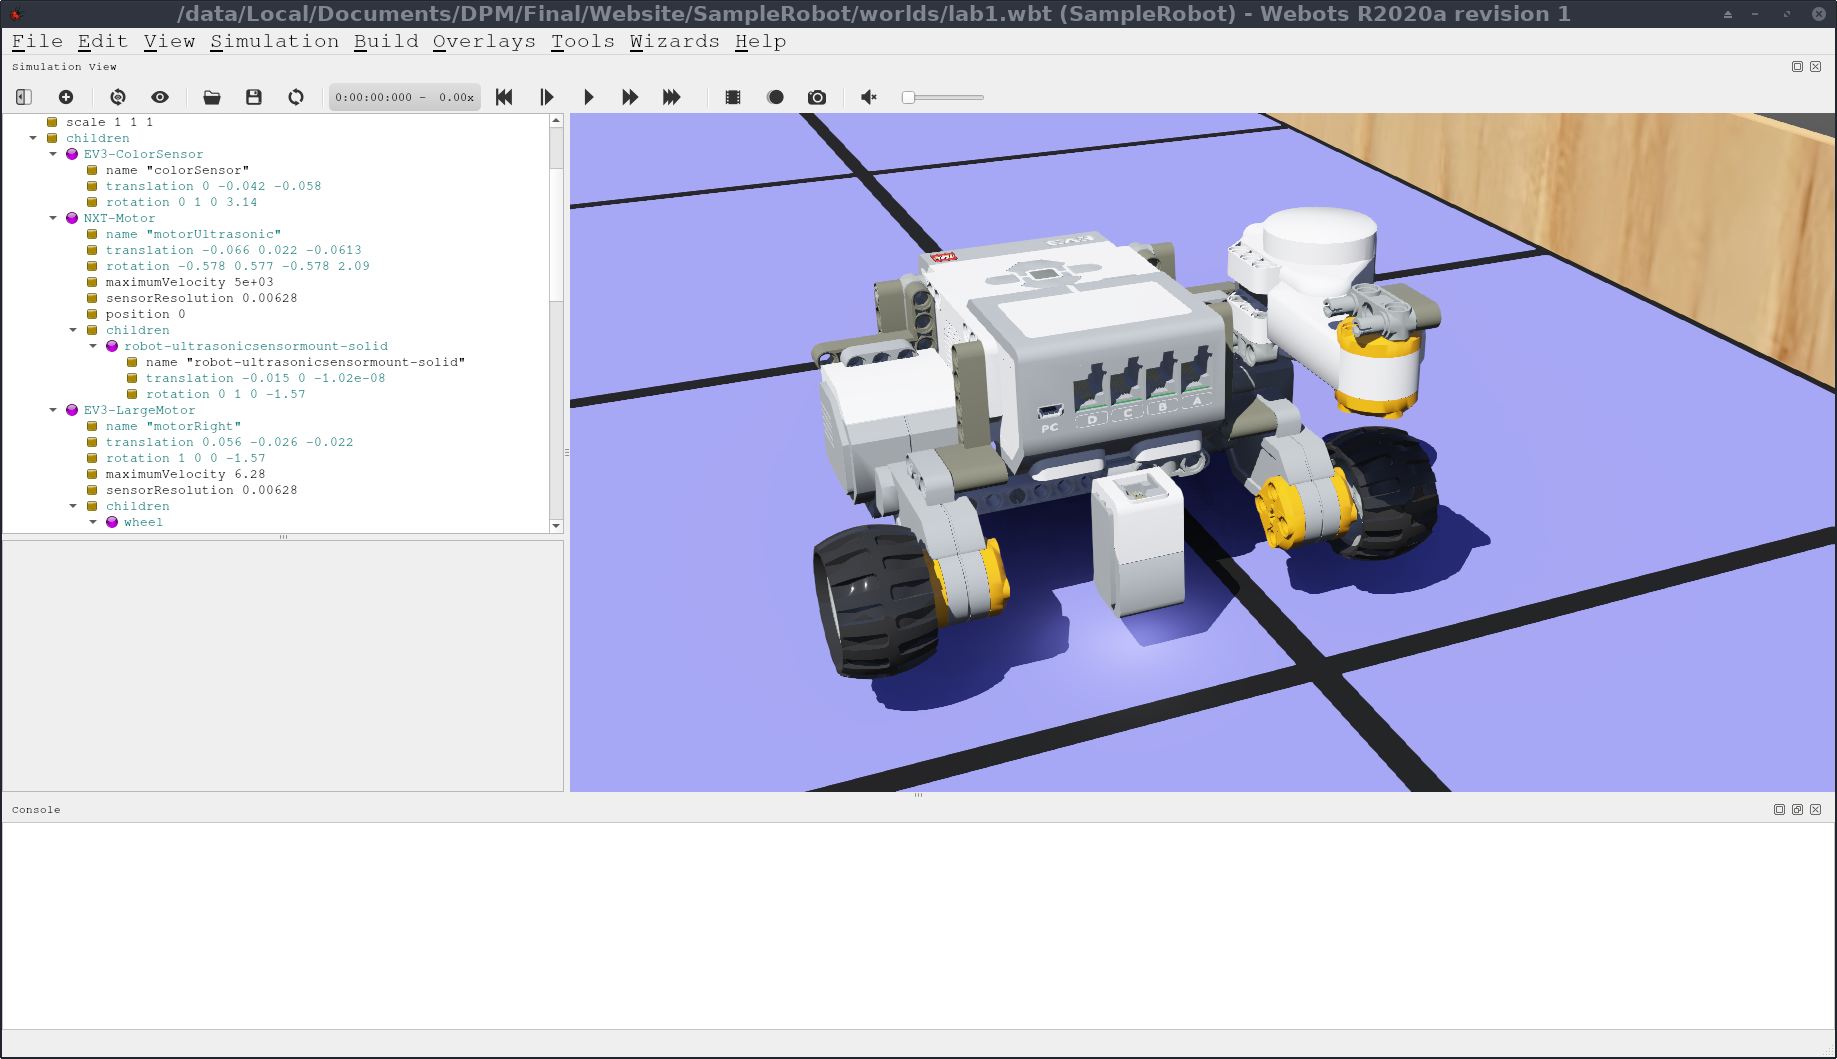 /data/Local/Documents/DPM/Final/Website/SampleRobot/worlds/lab1.wbt (SampleRobot) - Webots R2020a revision 1
File Edit View Simulation Build Overlays Tools Wizards Help
Simulation View
0:00:00:000 - 0.00x
scale 1 1 1
children
EV3-ColorSensor
name "colorSensor"
translation 0 -0.042 -0.058
rotation 0 1 0 3.14
NXT-Motor
name "motorUltrasonic"
translation -0.066 0.022 -0.0613
rotation -0.578 0.577 -0.578 2.09
maximumVelocity 5e+03
sensorResolution 0.00628
position 0
children
robot-ultrasonicsensormount-solid
name "robot-ultrasonicsensormount-solid"
translation -0.015 0 -1.02e-08
rotation 0 1 0 -1.57
EV3-LargeMotor
name "motorRight"
translation 0.056 -0.026 -0.022
rotation 1 0 0 -1.57
maximumVelocity 6.28
sensorResolution 0.00628
children
wheel
EV3
PC D C B A
Console